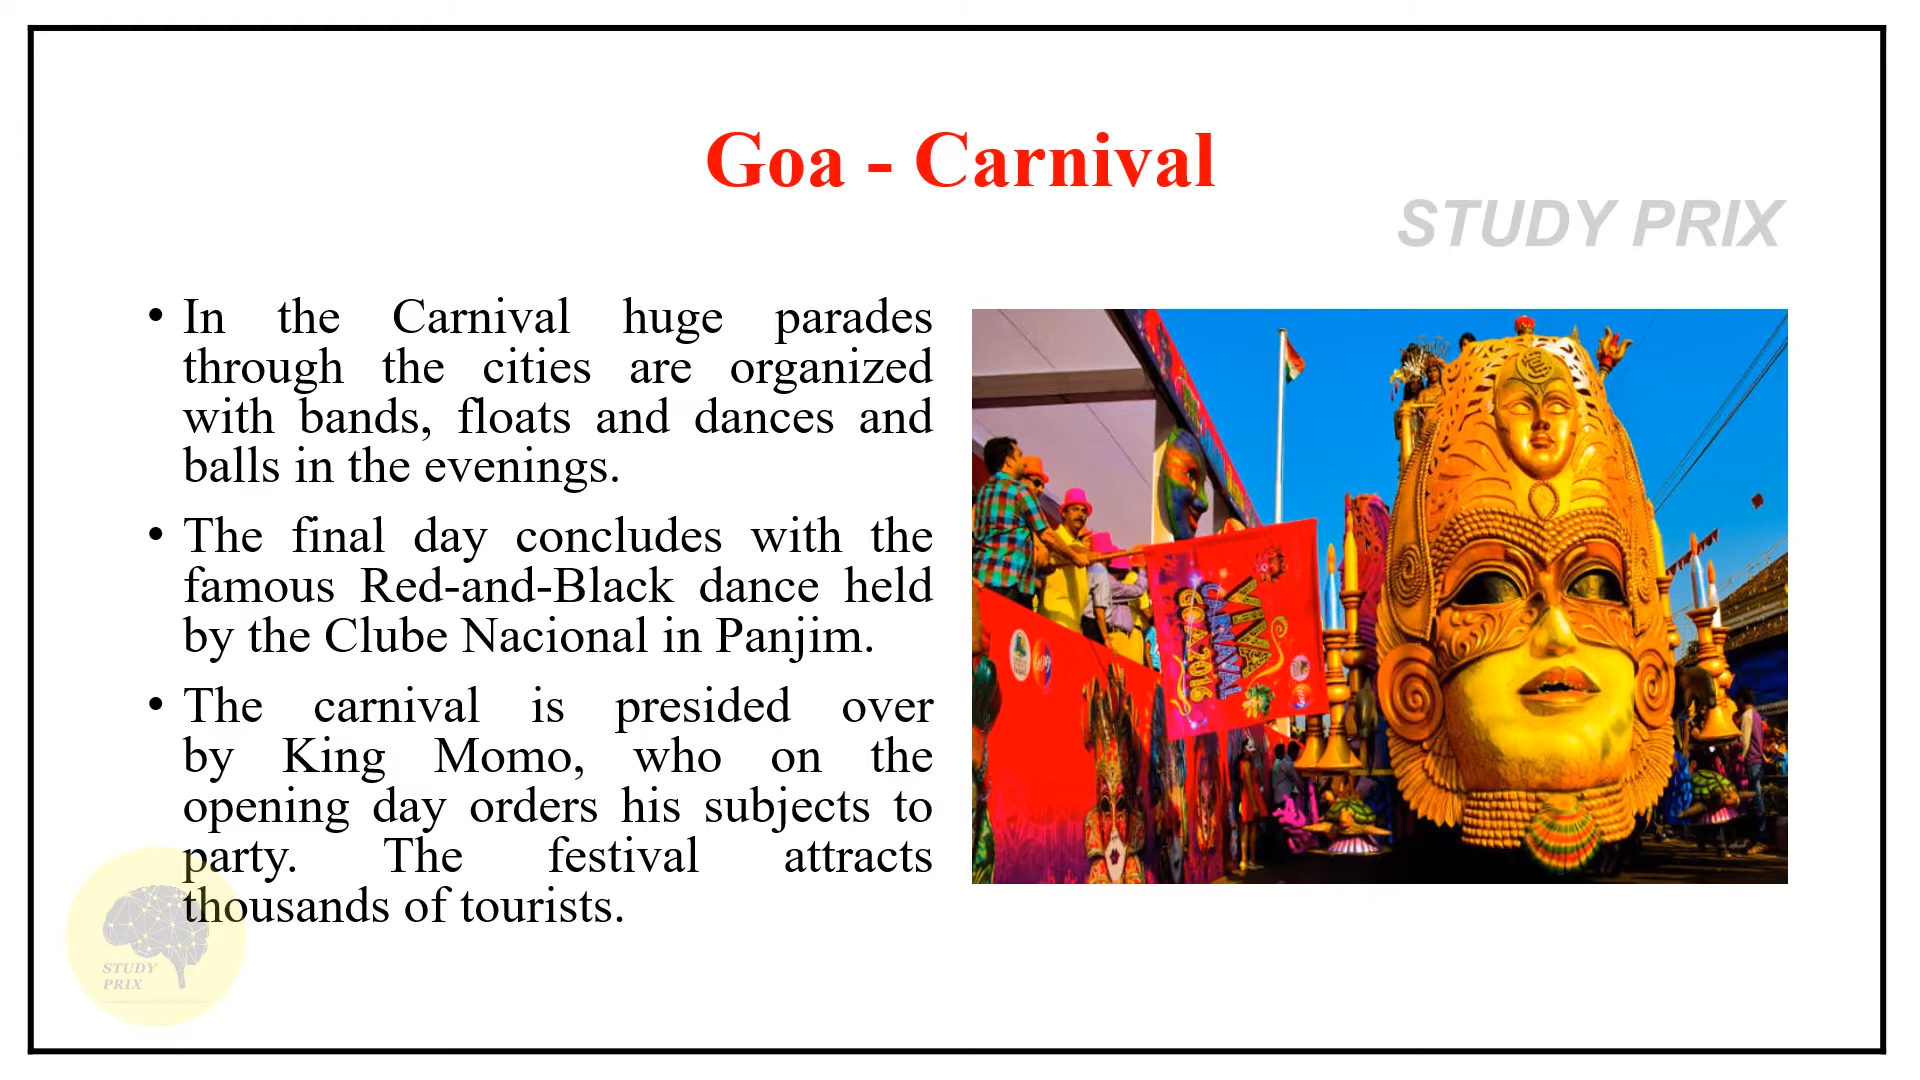 Goa - Carnival
STUDY PRIX
• In the Carnival huge parades
through the cities are organized
with bands, floats and dances and
balls in the evenings.
• The final day concludes with the
famous Red-and-Black dance held
by the Clube Nacional in Panjim.
• The carnival is presided over
by King Momo, who on the
opening day orders his subjects to
party. The festival attracts
thousands of tourists.
VIVA
CARNAVAL
GOA 2016
STUDY
PRIX